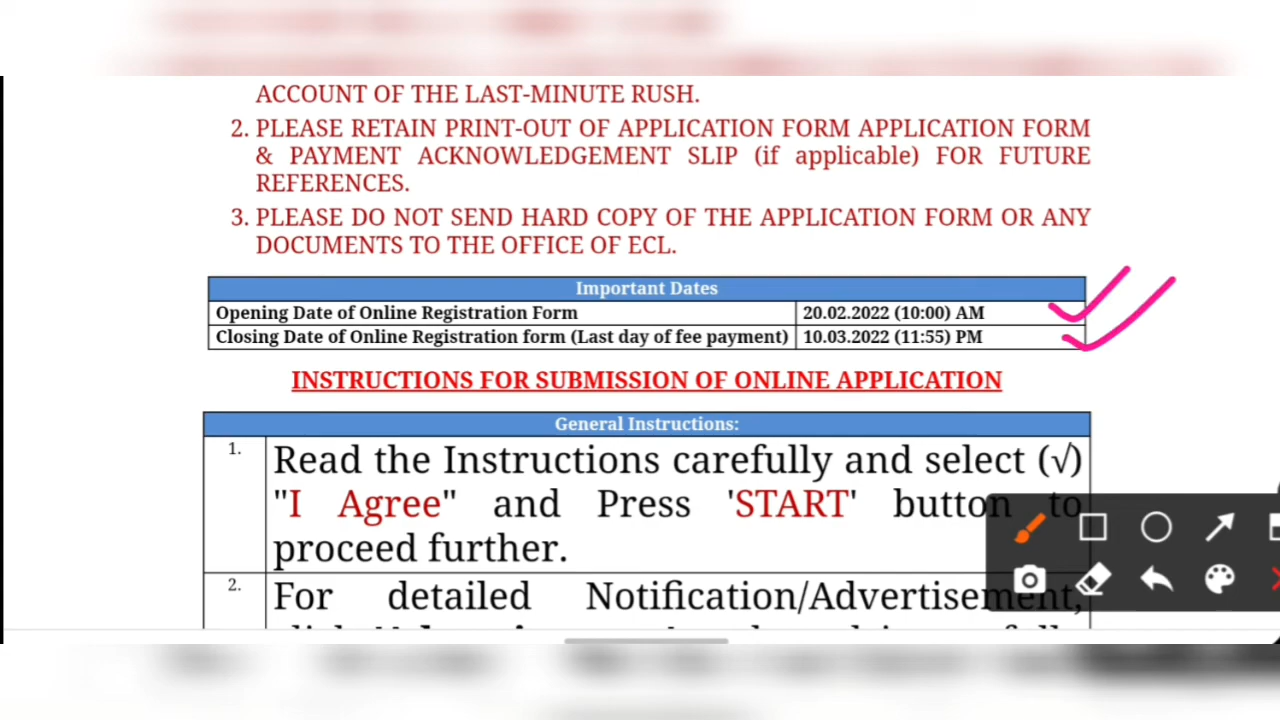 ACCOUNT OF THE LAST-MINUTE RUSH.
2. PLEASE RETAIN PRINT-OUT OF APPLICATION FORM APPLICATION FORM
& PAYMENT ACKNOWLEDGEMENT SLIP (if applicable) FOR FUTURE
REFERENCES.
3. PLEASE DO NOT SEND HARD COPY OF THE APPLICATION FORM OR ANY
DOCUMENTS TO THE OFFICE OF ECL.
Important Dates
Opening Date of Online Registration Form 20.02.2022 (10:00) AM
Closing Date of Online Registration form (Last day of fee payment) 10.03.2022 (11:55) PM
INSTRUCTIONS FOR SUBMISSION OF ONLINE APPLICATION
General Instructions:
1. Read the Instructions carefully and select (√)
"I Agree" and Press 'START' button to
proceed further.
2. For detailed Notification/Advertisement,